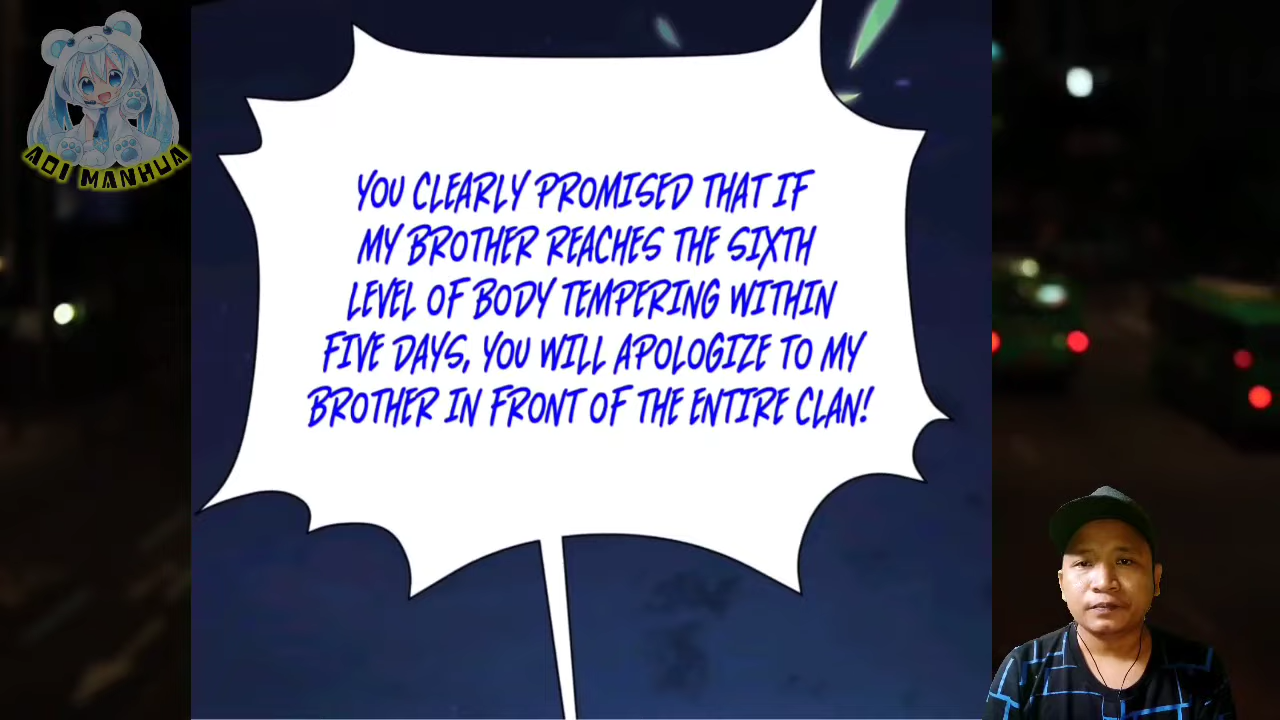 AOI MANHUA
YOU CLEARLY PROMISED THAT IF
MY BROTHER REACHES THE SIXTH
LEVEL OF BODY TEMPERING WITHIN
FIVE DAYS, YOU WILL APOLOGIZE TO MY
BROTHER IN FRONT OF THE ENTIRE CLAN!